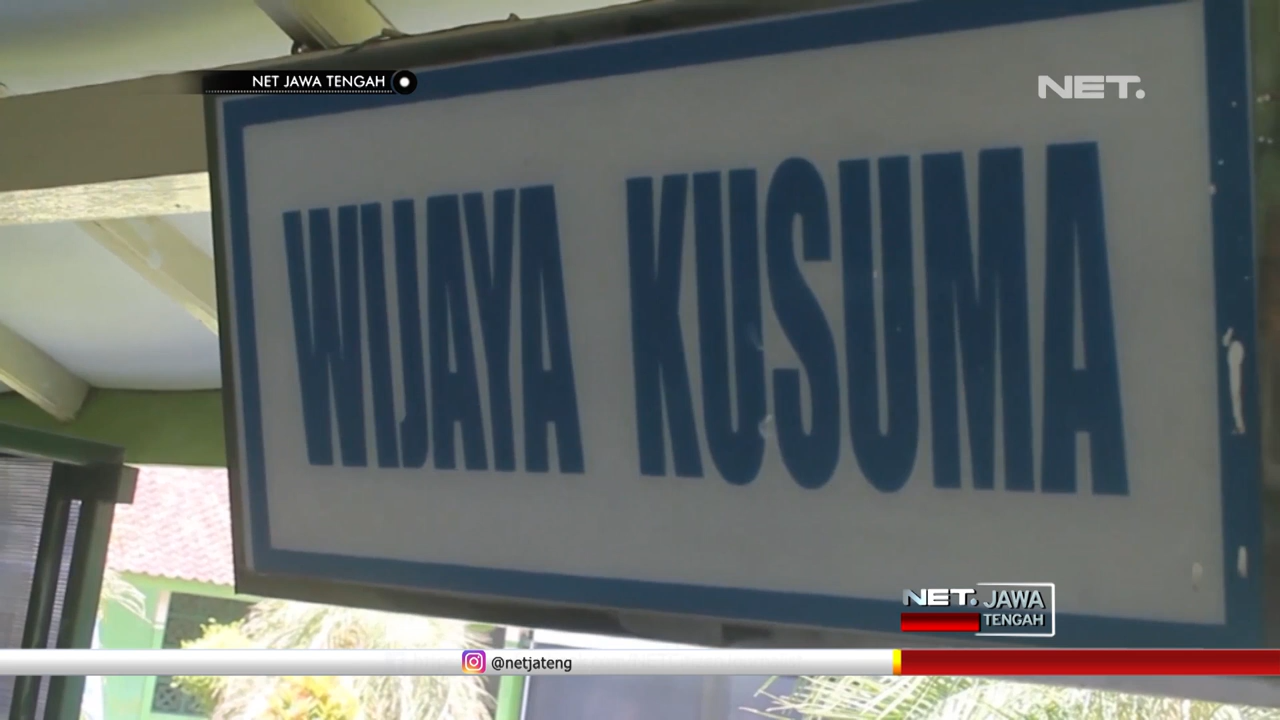 NET JAWA TENGAH
NET.
WIJAYA KUSUMA
NET. JAWA
TENGAH
@netjateng